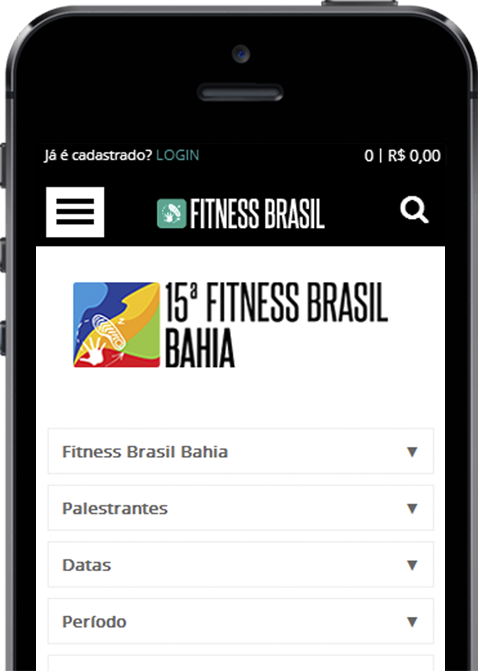 Já é cadastrado? LOGIN
0 | R$ 0,00
FITNESS BRASIL
15ª FITNESS BRASIL
BAHIA
Fitness Brasil Bahia
Palestrantes
Datas
Período